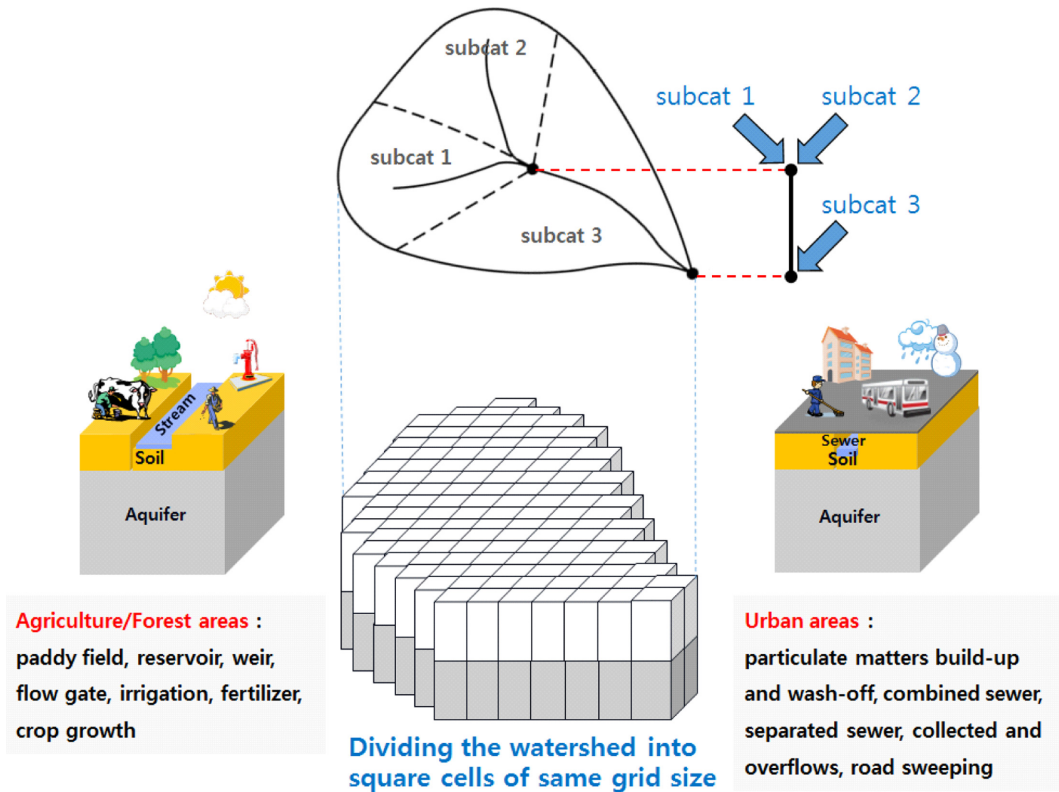 subcat 2
subcat 1
subcat 3
subcat 1
subcat 2
subcat 3
Stream
Soil
Aquifer
Sewer
Soil
Aquifer
Agriculture/Forest areas :
paddy field, reservoir, weir,
flow gate, irrigation, fertilizer,
crop growth
Dividing the watershed into
square cells of same grid size
Urban areas :
particulate matters build-up
and wash-off, combined sewer,
separated sewer, collected and
overflows, road sweeping